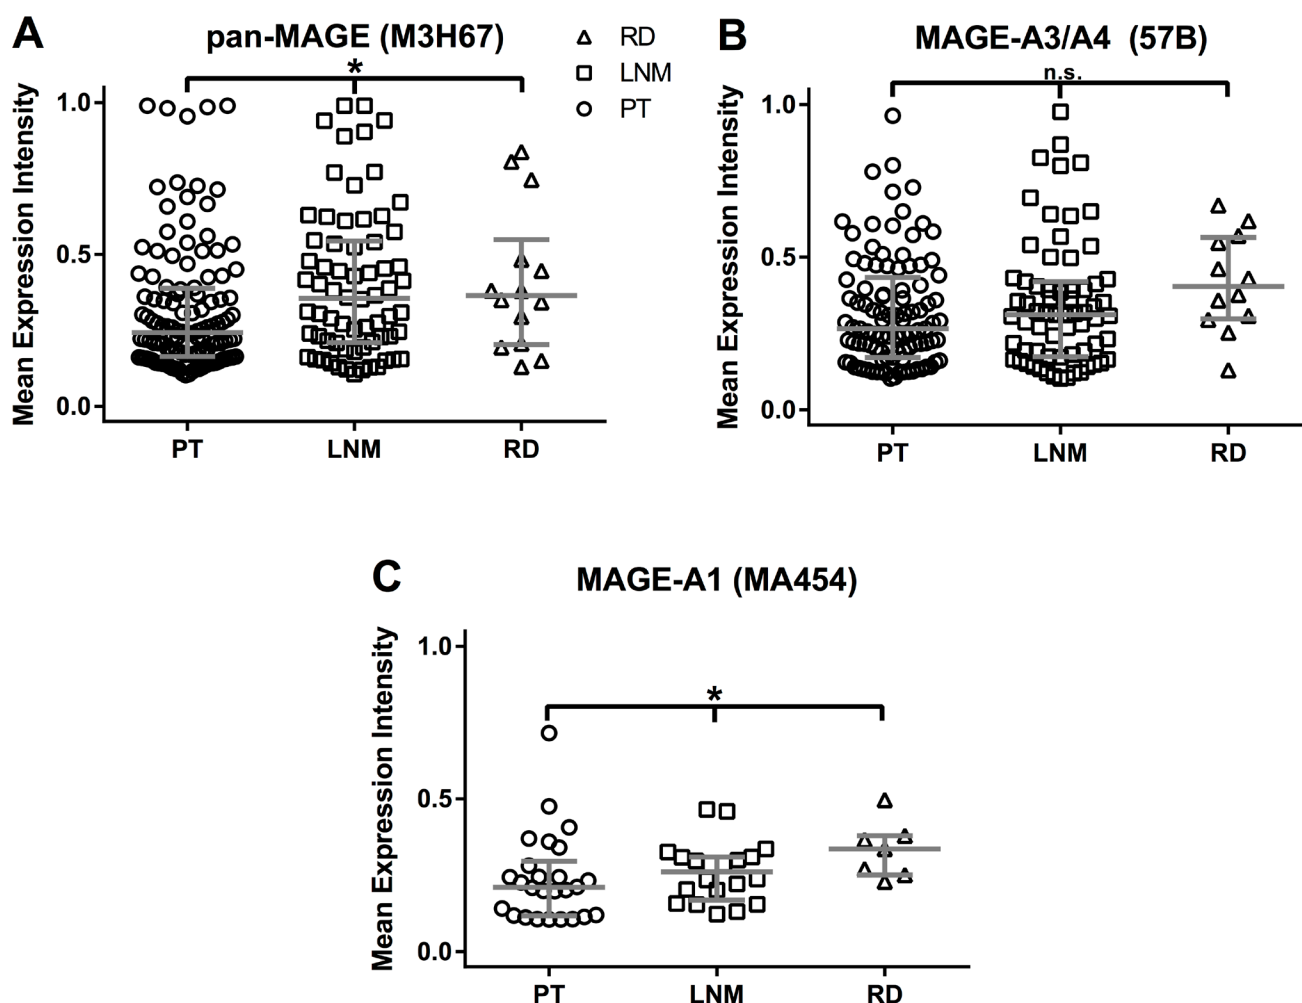 A
pan-MAGE (M3H67)
*
RD
LNM
PT
Mean Expression Intensity
1.0
0.5
0.0
PT
LNM
RD
B
MAGE-A3/A4 (57B)
n.s.
Mean Expression Intensity
1.0
0.5
0.0
PT
LNM
RD
C
MAGE-A1 (MA454)
*
Mean Expression Intensity
1.0
0.5
0.0
PT
LNM
RD